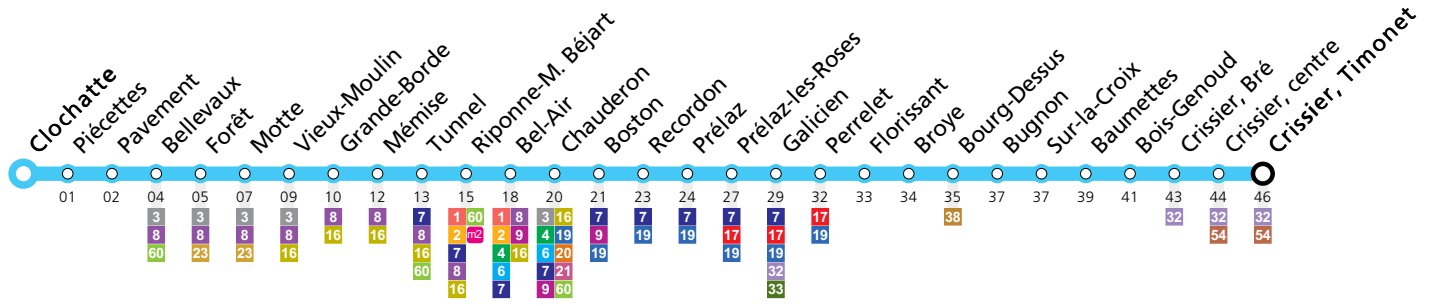 Clochatte
Piécettes
Pavement
Bellevaux
Forêt
Motte
Vieux-Moulin
Grande-Borde
Mémise
Tunnel
Riponne-M. Béjart
Bel-Air
Chauderon
Boston
Recordon
Prélaz
Prélaz-les-Roses
Galicien
Perrelet
Florissant
Broye
Bourg-Dessus
Bugnon
Sur-la-Croix
Baumettes
Bois-Genoud
Crissier, Bré
Crissier, centre
Crissier, Timonet
01 02 04 05 07 09 10 12 13 15 18 20 21 23 24 27 29 32 33 34 35 37 37 39 41 43 44 46
3 3 3 3 8 8 7 1 60 1 8 3 16 7 7 7 7 7 17 38 32 32 32
8 8 8 8 16 16 8 2 m2 2 9 4 19 9 19 19 17 17 19 54 54
60 23 23 16 16 7 4 16 6 20 19 19 19
60 8 6 7 21 32
16 7 9 60 33